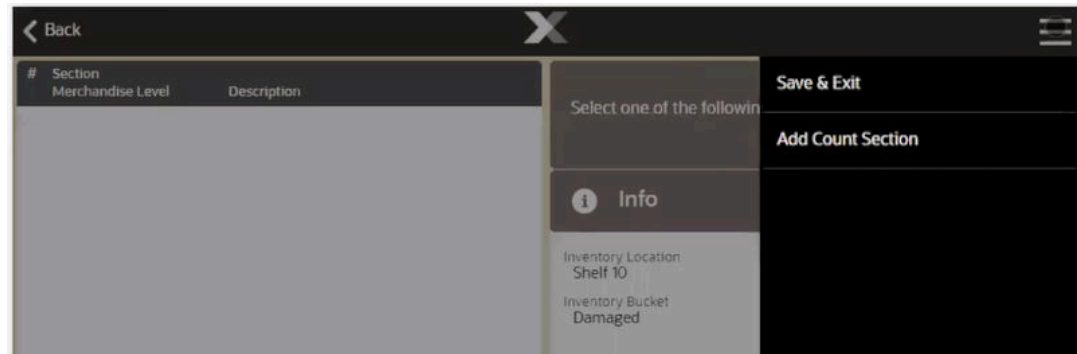 Back
# Section
Merchandise Level Description
Select one of the followin
Info
Inventory Location
Shelf 10
Inventory Bucket
Damaged
Save & Exit
Add Count Section